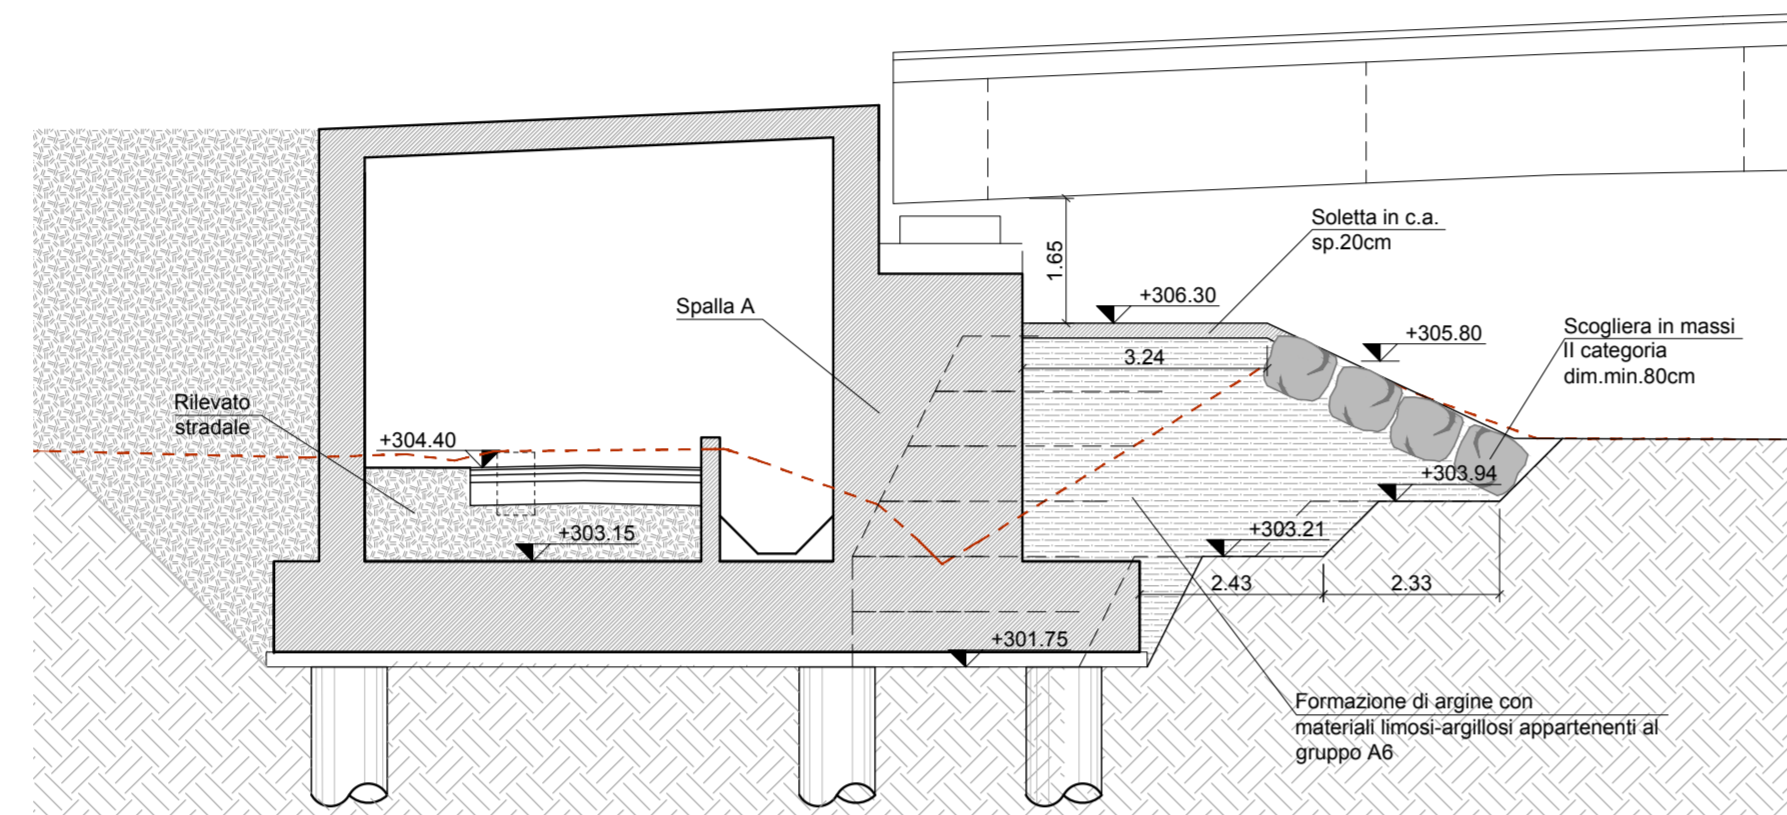 Soletta in c.a.
sp.20cm
1.65
+306.30
Spalla A
+305.80
Scogliera in massi
II categoria
dim.min.80cm
3.24
Rilevato
stradale
+304.40
+303.94
+303.15
+303.21
2.43
2.33
+301.75
Formazione di argine con
materiali limosi-argillosi appartenenti al
gruppo A6